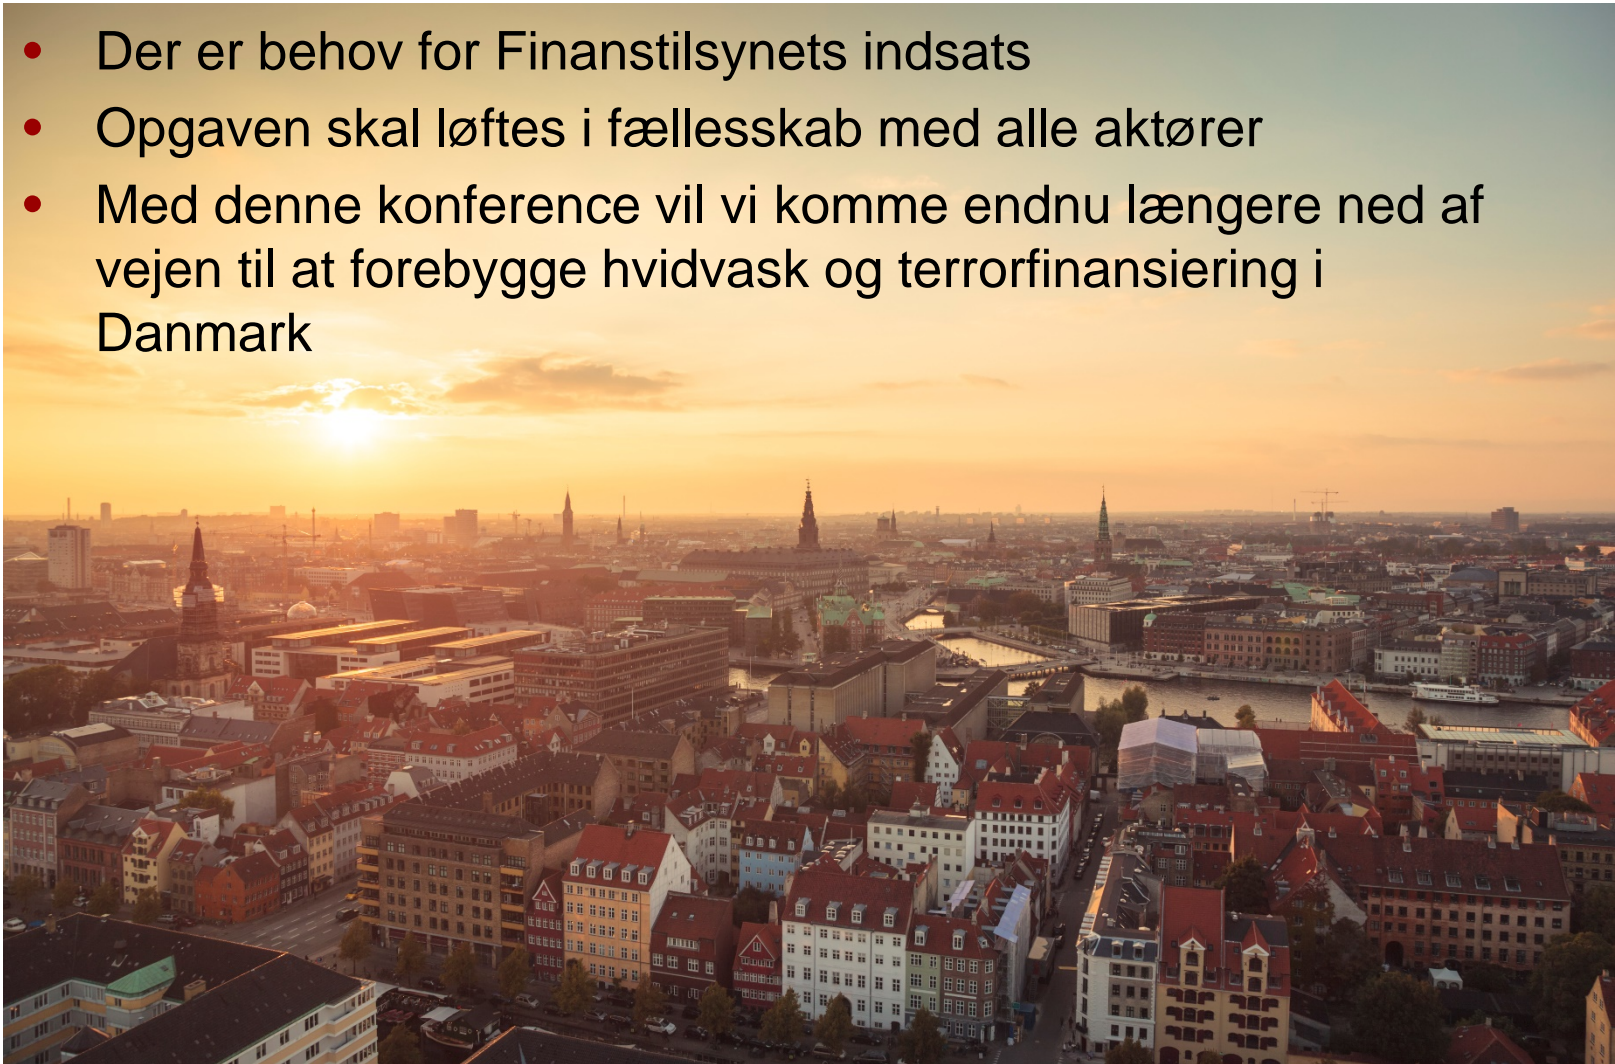 • Der er behov for Finanstilsynets indsats
• Opgaven skal løftes i fællesskab med alle aktører
• Med denne konference vil vi komme endnu længere ned af
vejen til at forebygge hvidvask og terrorfinansiering i
Danmark